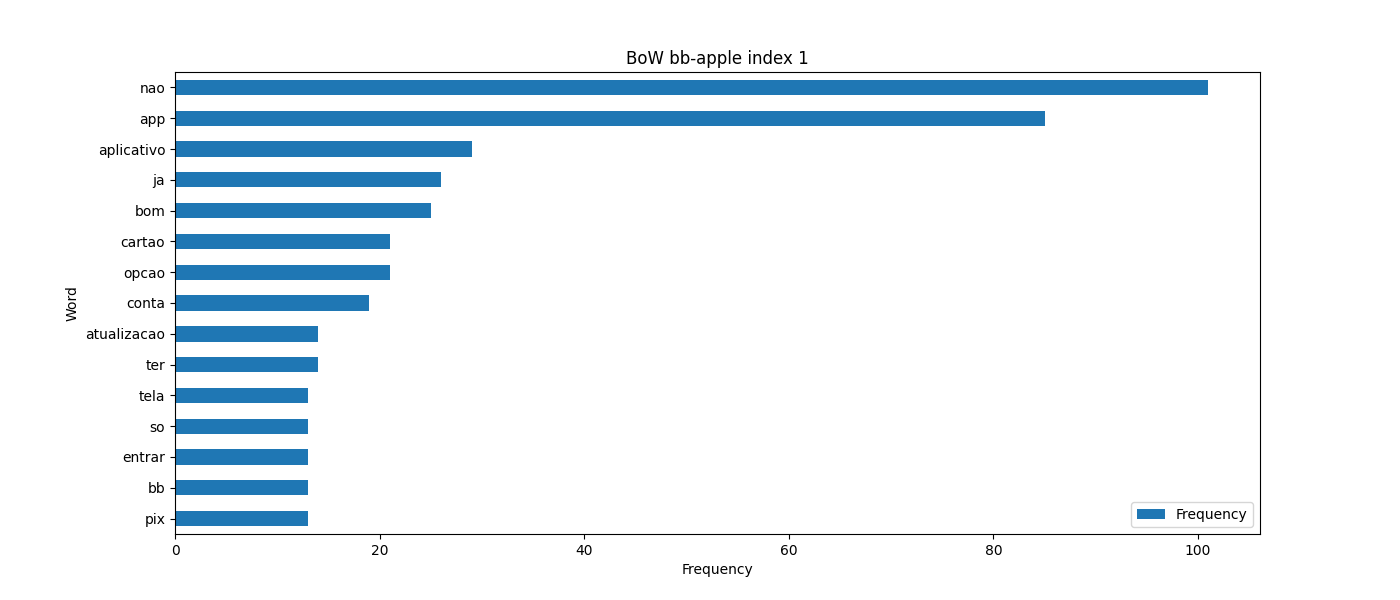 BoW bb-apple index 1
Word
nao
app
aplicativo
ja
bom
cartao
opcao
conta
atualizacao
ter
tela
so
entrar
bb
pix
0 20 40 60 80 100
Frequency
Frequency